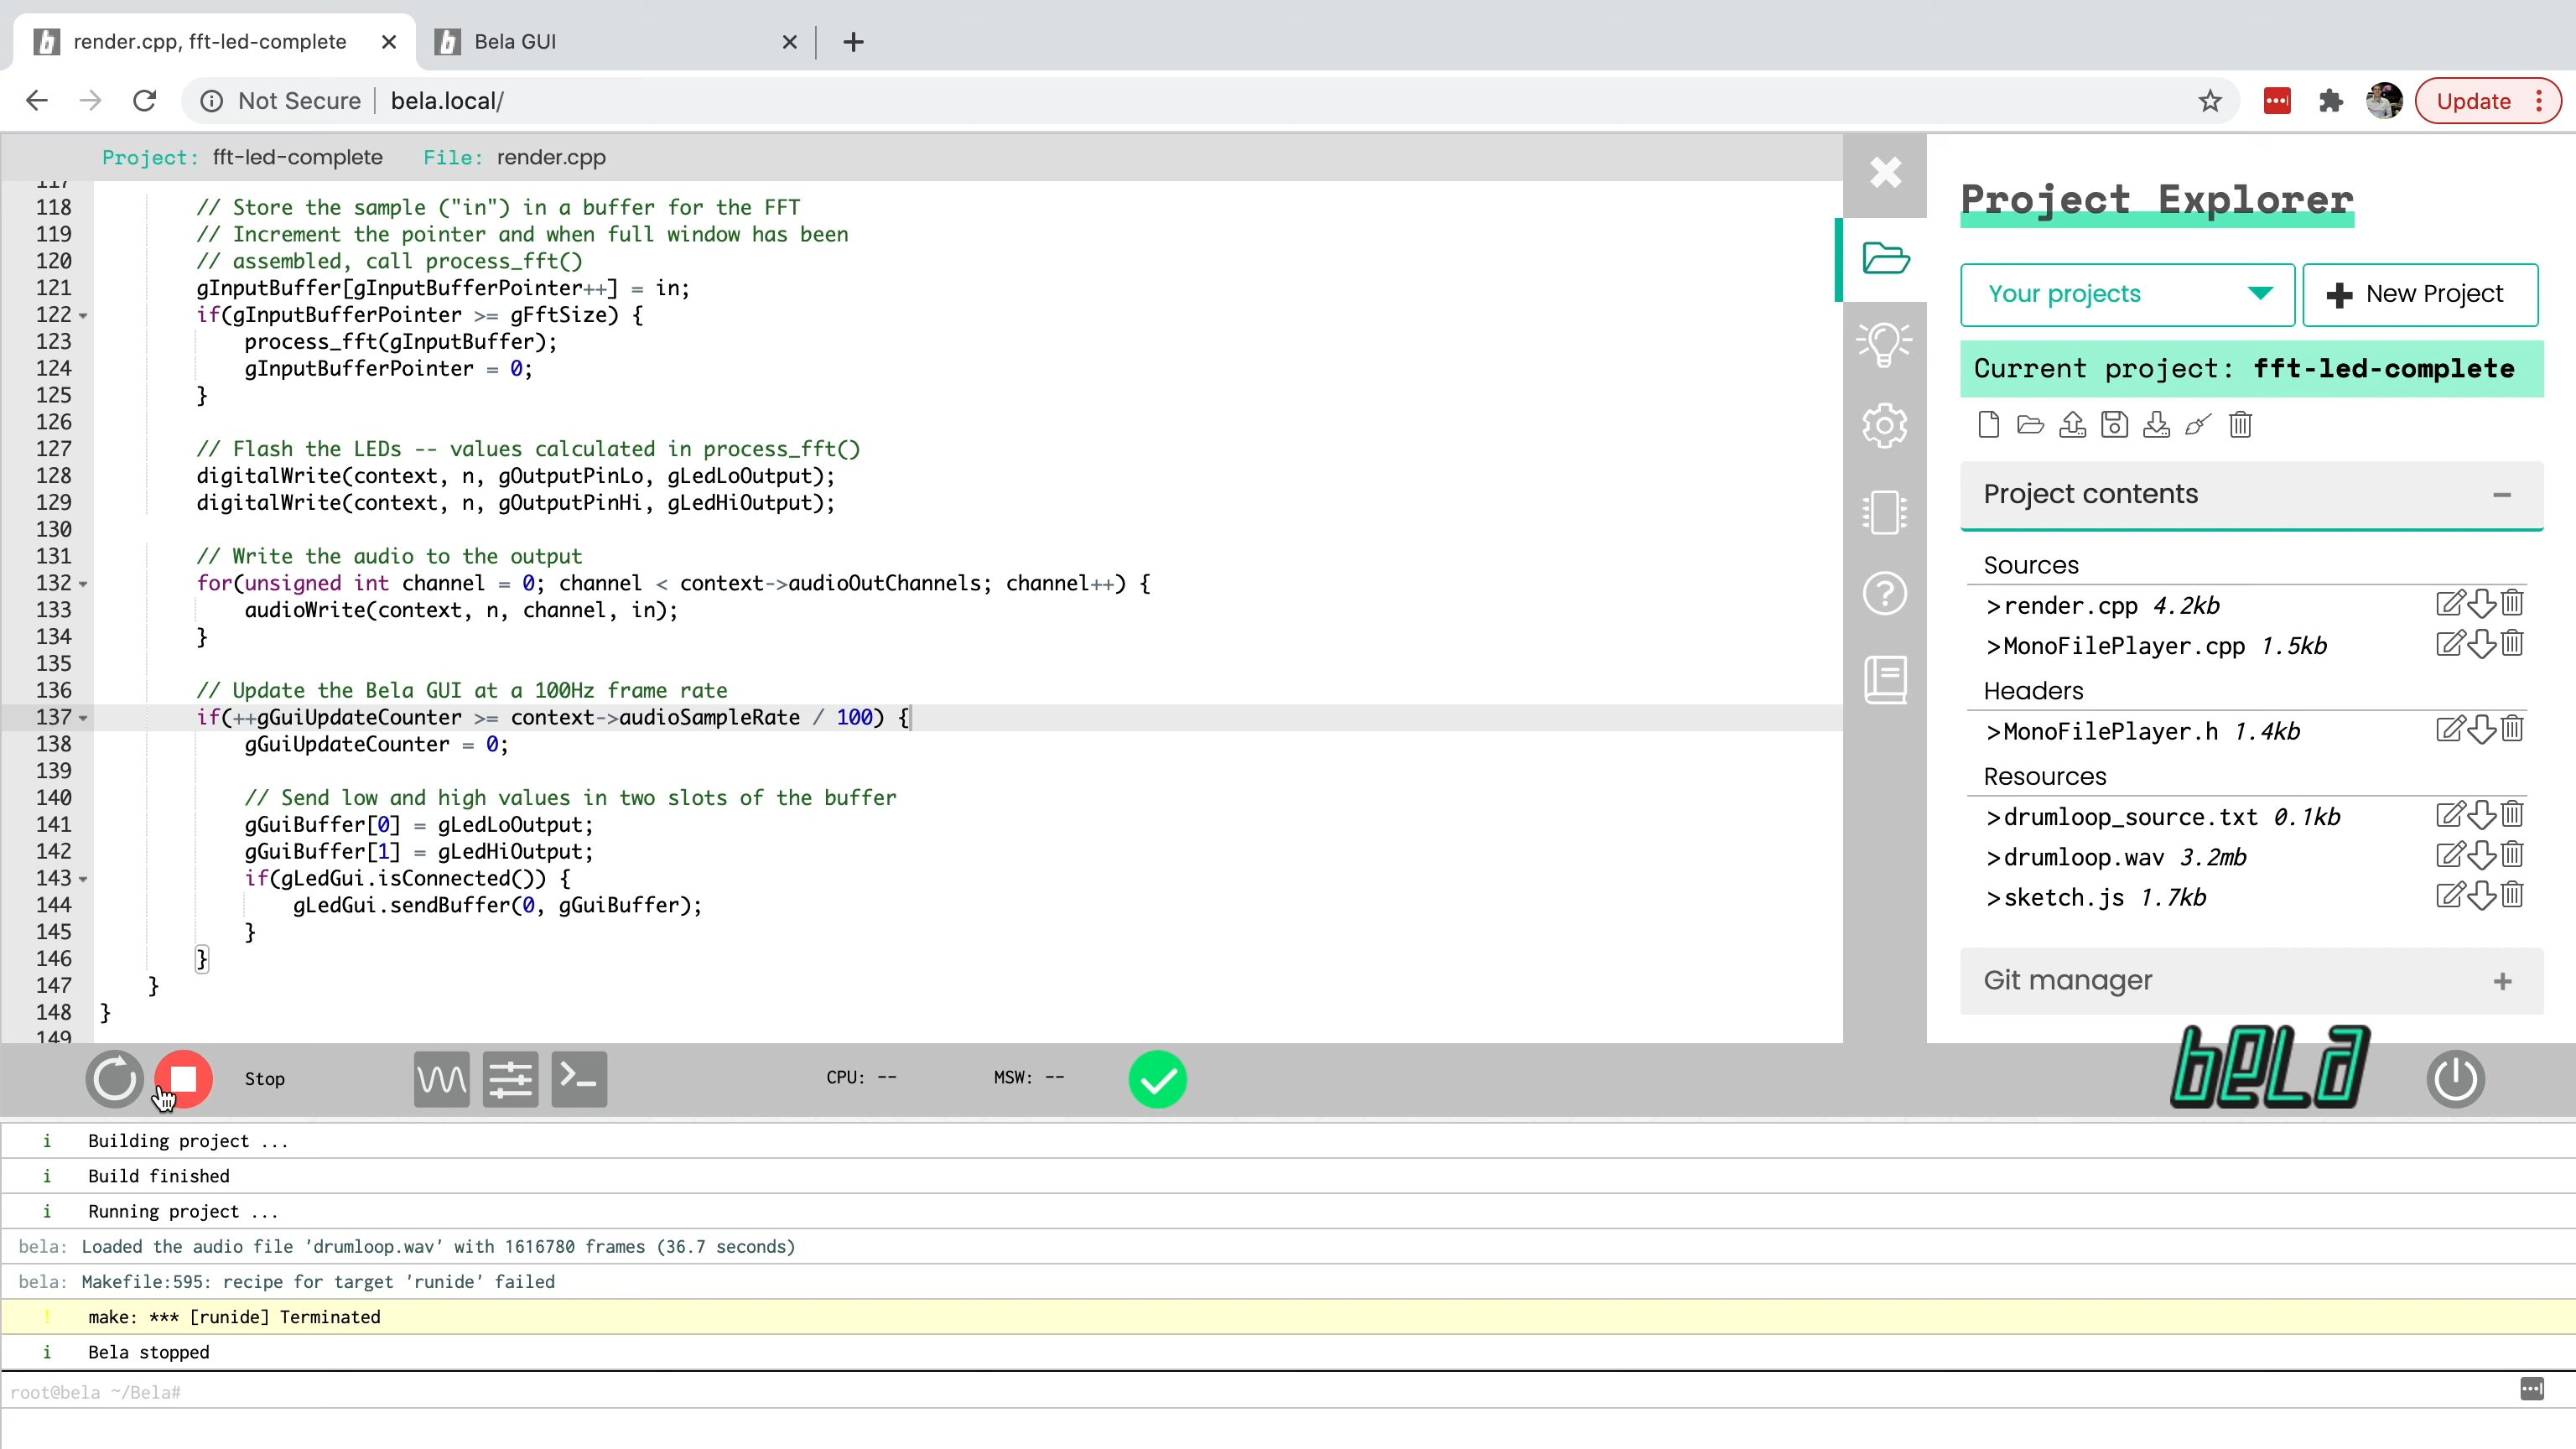 render.cpp, fft-led-complete
Bela GUI
Not Secure
bela.local/
Update
Project: fft-led-complete File: render.cpp
117
118 // Store the sample ("in") in a buffer for the FFT
119 // Increment the pointer and when full window has been
120 // assembled, call process_fft()
121 gInputBuffer[gInputBufferPointer++] = in;
122 if(gInputBufferPointer >= gFftSize) {
123 process_fft(gInputBuffer);
124 gInputBufferPointer = 0;
125 }
126
127 // Flash the LEDs -- values calculated in process_fft()
128 digitalWrite(context, n, gOutputPinLo, gLedLoOutput);
129 digitalWrite(context, n, gOutputPinHi, gLedHiOutput);
130
131 // Write the audio to the output
132 for(unsigned int channel = 0; channel < context->audioOutChannels; channel++) {
133 audioWrite(context, n, channel, in);
134 }
135
136 // Update the Bela GUI at a 100Hz frame rate
137 if(++gGuiUpdateCounter >= context->audioSampleRate / 100) {
138 gGuiUpdateCounter = 0;
139
140 // Send low and high values in two slots of the buffer
141 gGuiBuffer[0] = gLedLoOutput;
142 gGuiBuffer[1] = gLedHiOutput;
143 if(gLedGui.isConnected()) {
144 gLedGui.sendBuffer(0, gGuiBuffer);
145 }
146 }
147 }
148 }
149
Project Explorer
Your projects
New Project
Current project: fft-led-complete
Project contents
Sources
>render.cpp 4.2kb
>MonoFilePlayer.cpp 1.5kb
Headers
>MonoFilePlayer.h 1.4kb
Resources
>drumloop_source.txt 0.1kb
>drumloop.wav 3.2mb
>sketch.js 1.7kb
Git manager
Stop
CPU: --
MSW: --
bela
i Building project ...
i Build finished
i Running project ...
bela: Loaded the audio file 'drumloop.wav' with 1616780 frames (36.7 seconds)
bela: Makefile:595: recipe for target 'runide' failed
! make: *** [runide] Terminated
i Bela stopped
root@bela ~/Bela#